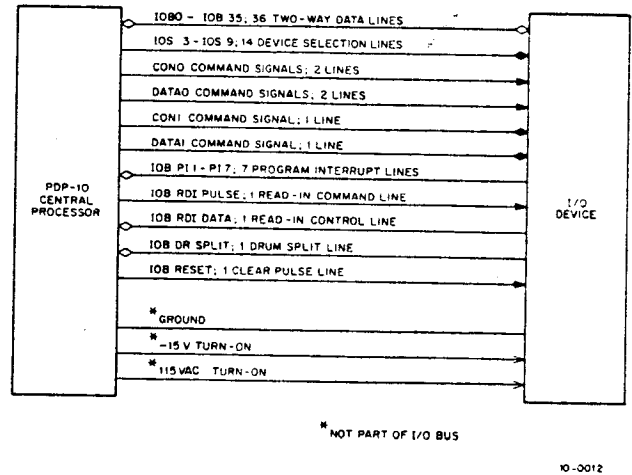 IOB0 - IOB 35; 36 TWO-WAY DATA LINES
IOS 3 - IOS 9; 14 DEVICE SELECTION LINES
CONO COMMAND SIGNALS; 2 LINES
DATAO COMMAND SIGNALS; 2 LINES
CONI COMMAND SIGNAL; 1 LINE
DATAI COMMAND SIGNAL; 1 LINE
IOB PI 1 - PI 7; 7 PROGRAM INTERRUPT LINES
PDP-10
CENTRAL
PROCESSOR
I/O
DEVICE
IOB RDI PULSE; 1 READ-IN COMMAND LINE
IOB RDI DATA; 1 READ-IN CONTROL LINE
IOB DR SPLIT; 1 DRUM SPLIT LINE
IOB RESET; 1 CLEAR PULSE LINE
*GROUND
*-15 V TURN-ON
*115 VAC TURN-ON
*NOT PART OF I/O BUS
10-0012